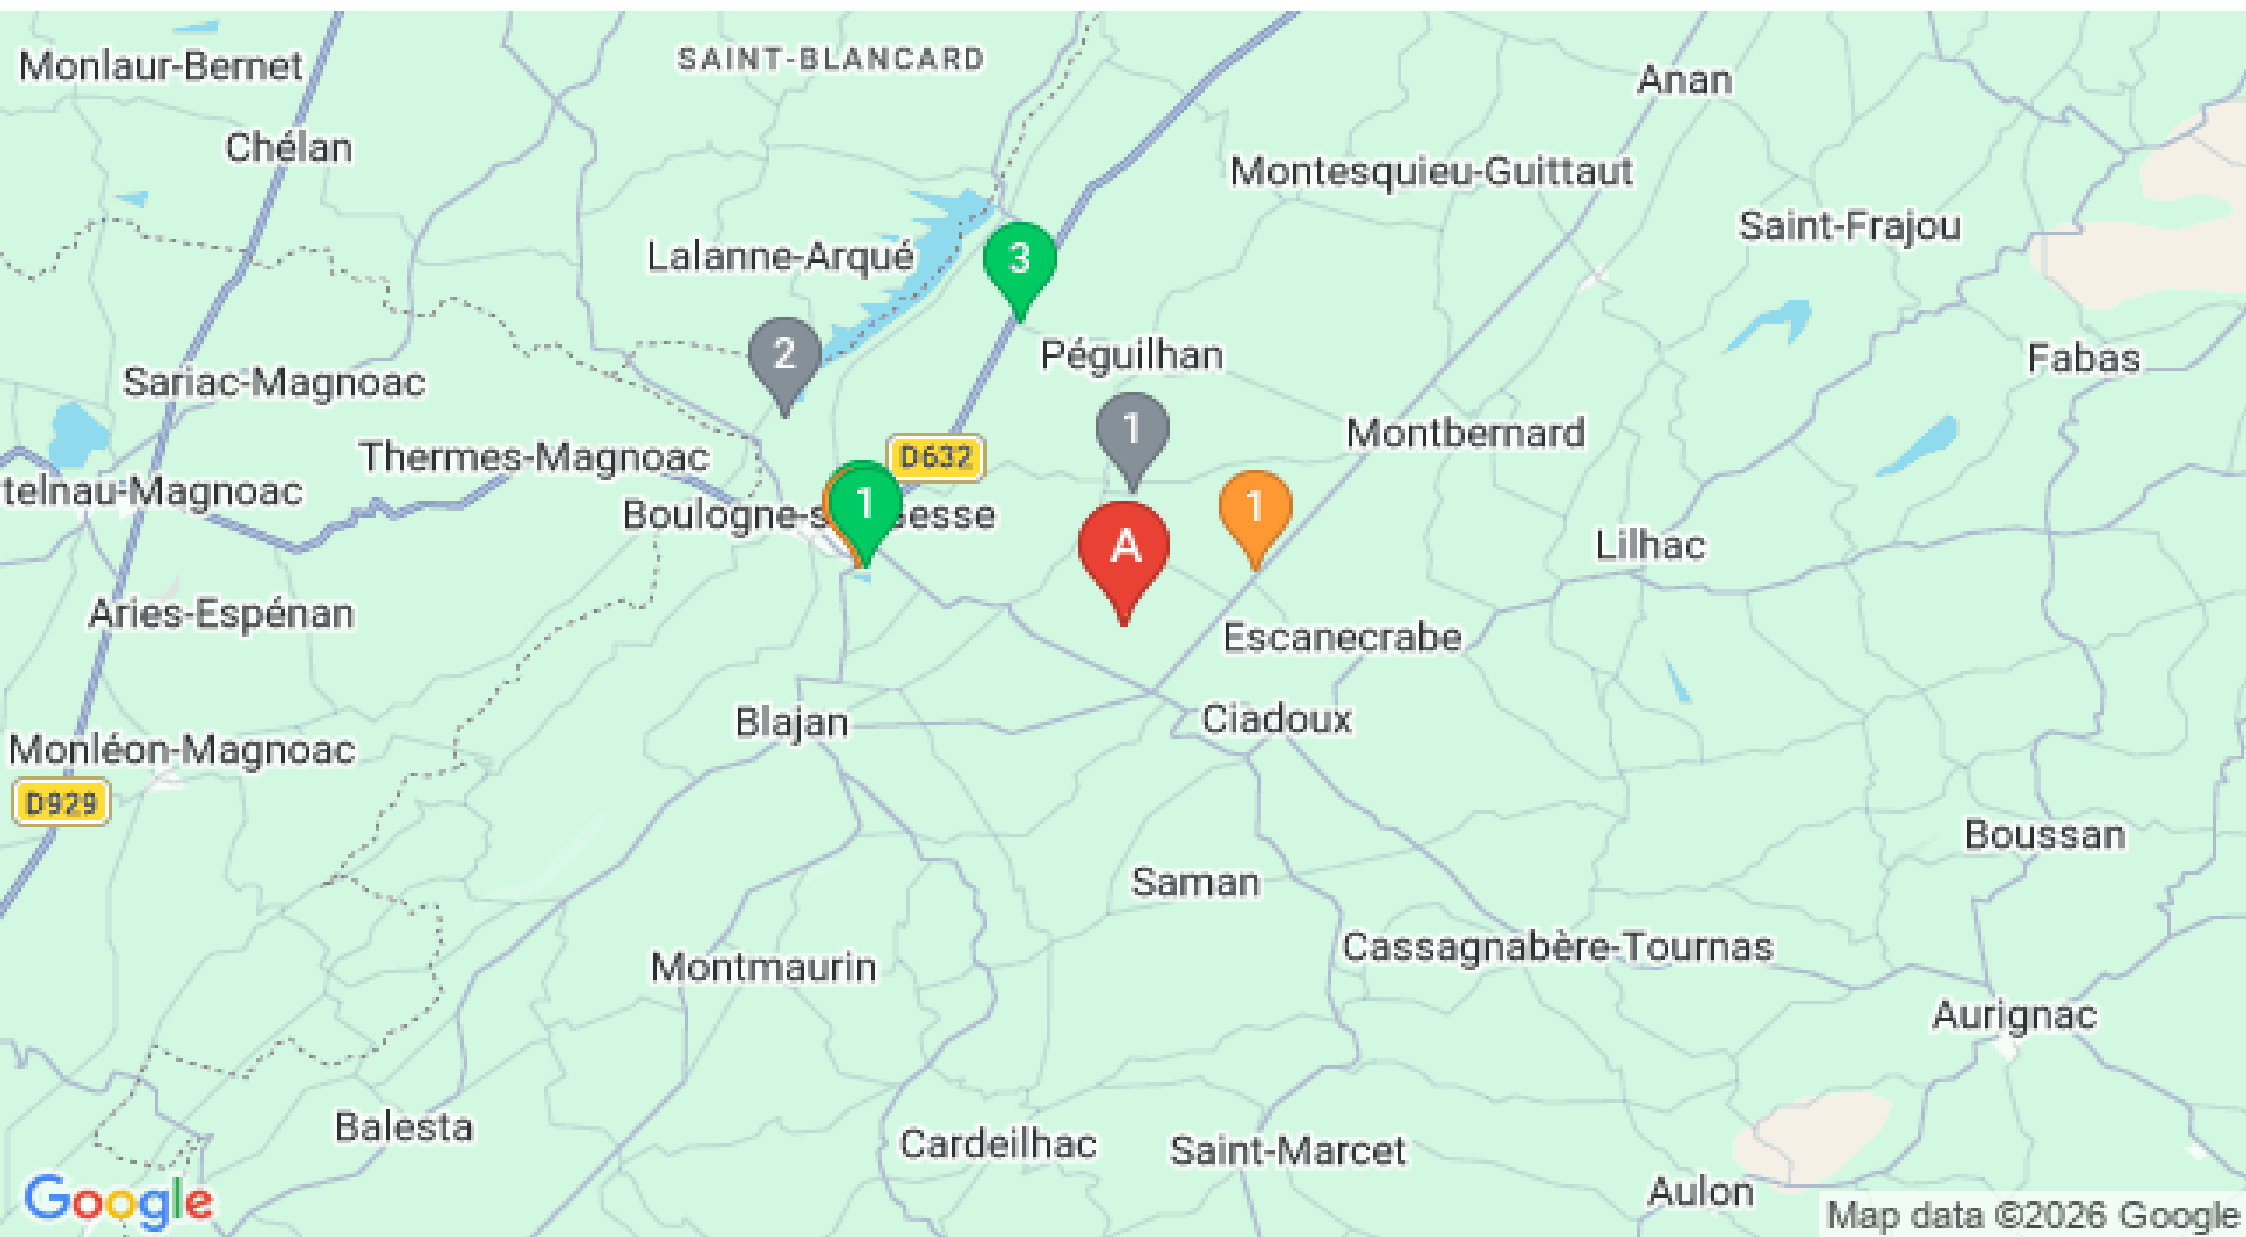 Monlaur-Bernet
SAINT-BLANCARD
Anan
Chélan
Montesquieu-Guittaut
Saint-Frajou
Lalanne-Arqué
3
2
Péguilhan
Fabas
Sariac-Magnoac
1
Montbernard
Thermes-Magnoac
D632
telnau-Magnoac
1
1
Boulogne-s
esse
A
Lilhac
Aries-Espénan
Escanecrabe
Blajan
Ciadoux
Monléon-Magnoac
D929
Boussan
Saman
Montmaurin
Cassagnabère-Tournas
Aurignac
Balesta
Cardeilhac
Saint-Marcet
Aulon
Google
Map data ©2026 Google